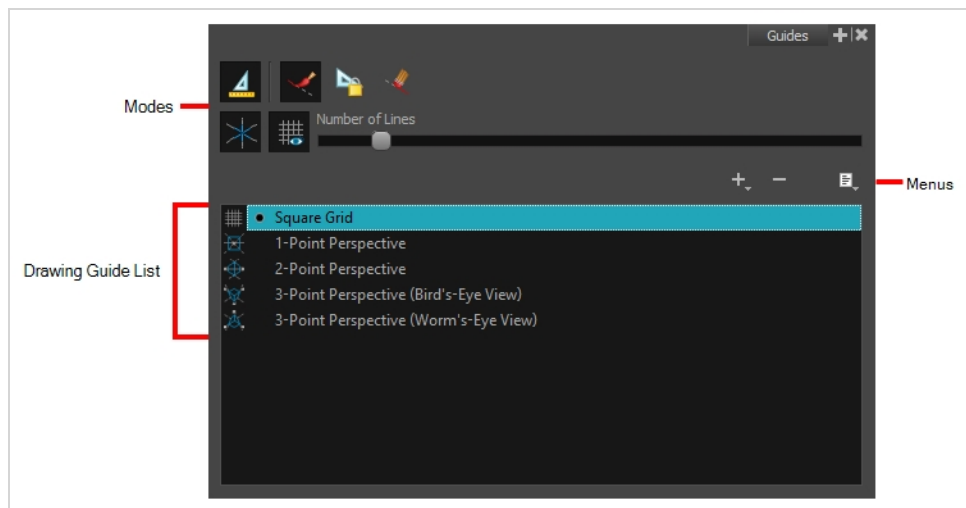 Guides
Modes
Number of Lines
Menus
Drawing Guide List
Square Grid
1-Point Perspective
2-Point Perspective
3-Point Perspective (Bird's-Eye View)
3-Point Perspective (Worm's-Eye View)